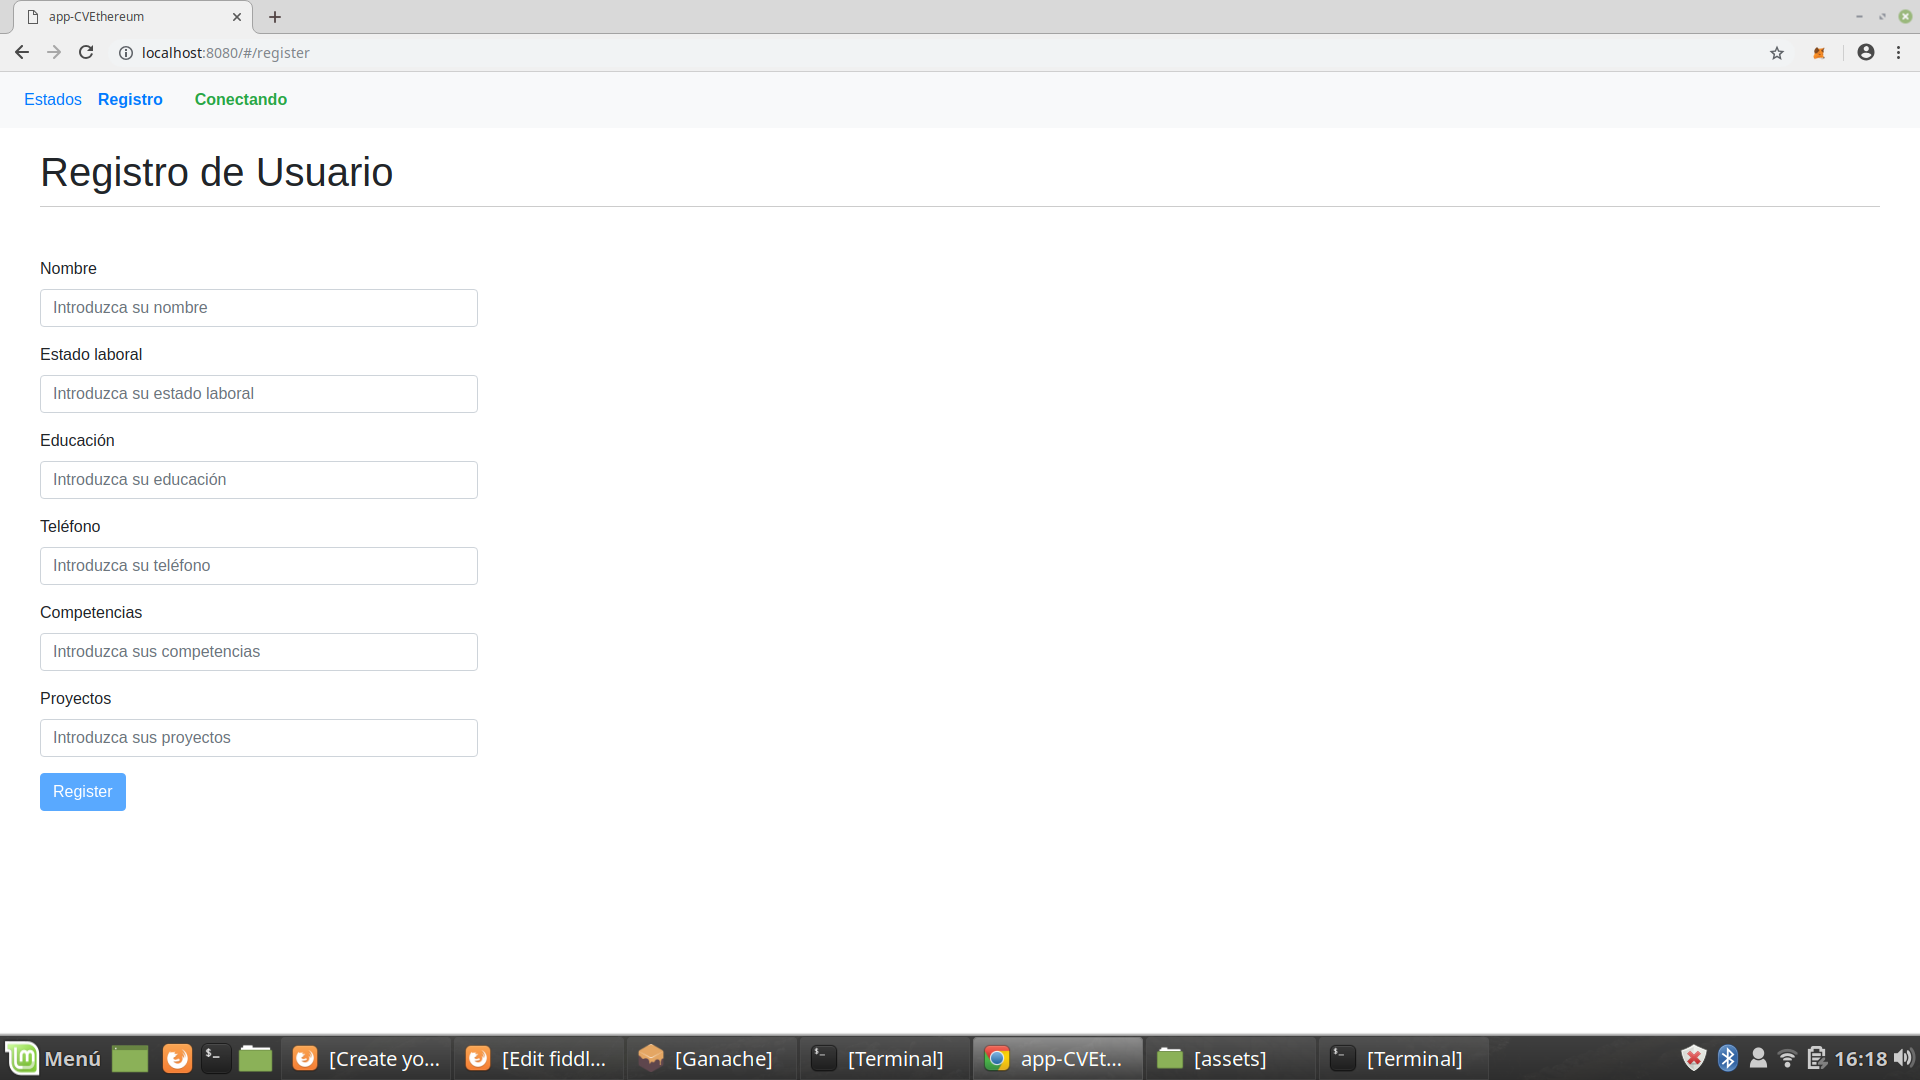 app-CVEthereum
localhost:8080/#/register
Estados Registro Conectando
Registro de Usuario
Nombre
Introduzca su nombre
Estado laboral
Introduzca su estado laboral
Educación
Introduzca su educación
Teléfono
Introduzca su teléfono
Competencias
Introduzca sus competencias
Proyectos
Introduzca sus proyectos
Register
Menú [Create yo... [Edit fiddl... [Ganache] [Terminal] app-CVEt... [assets] [Terminal] 16:18